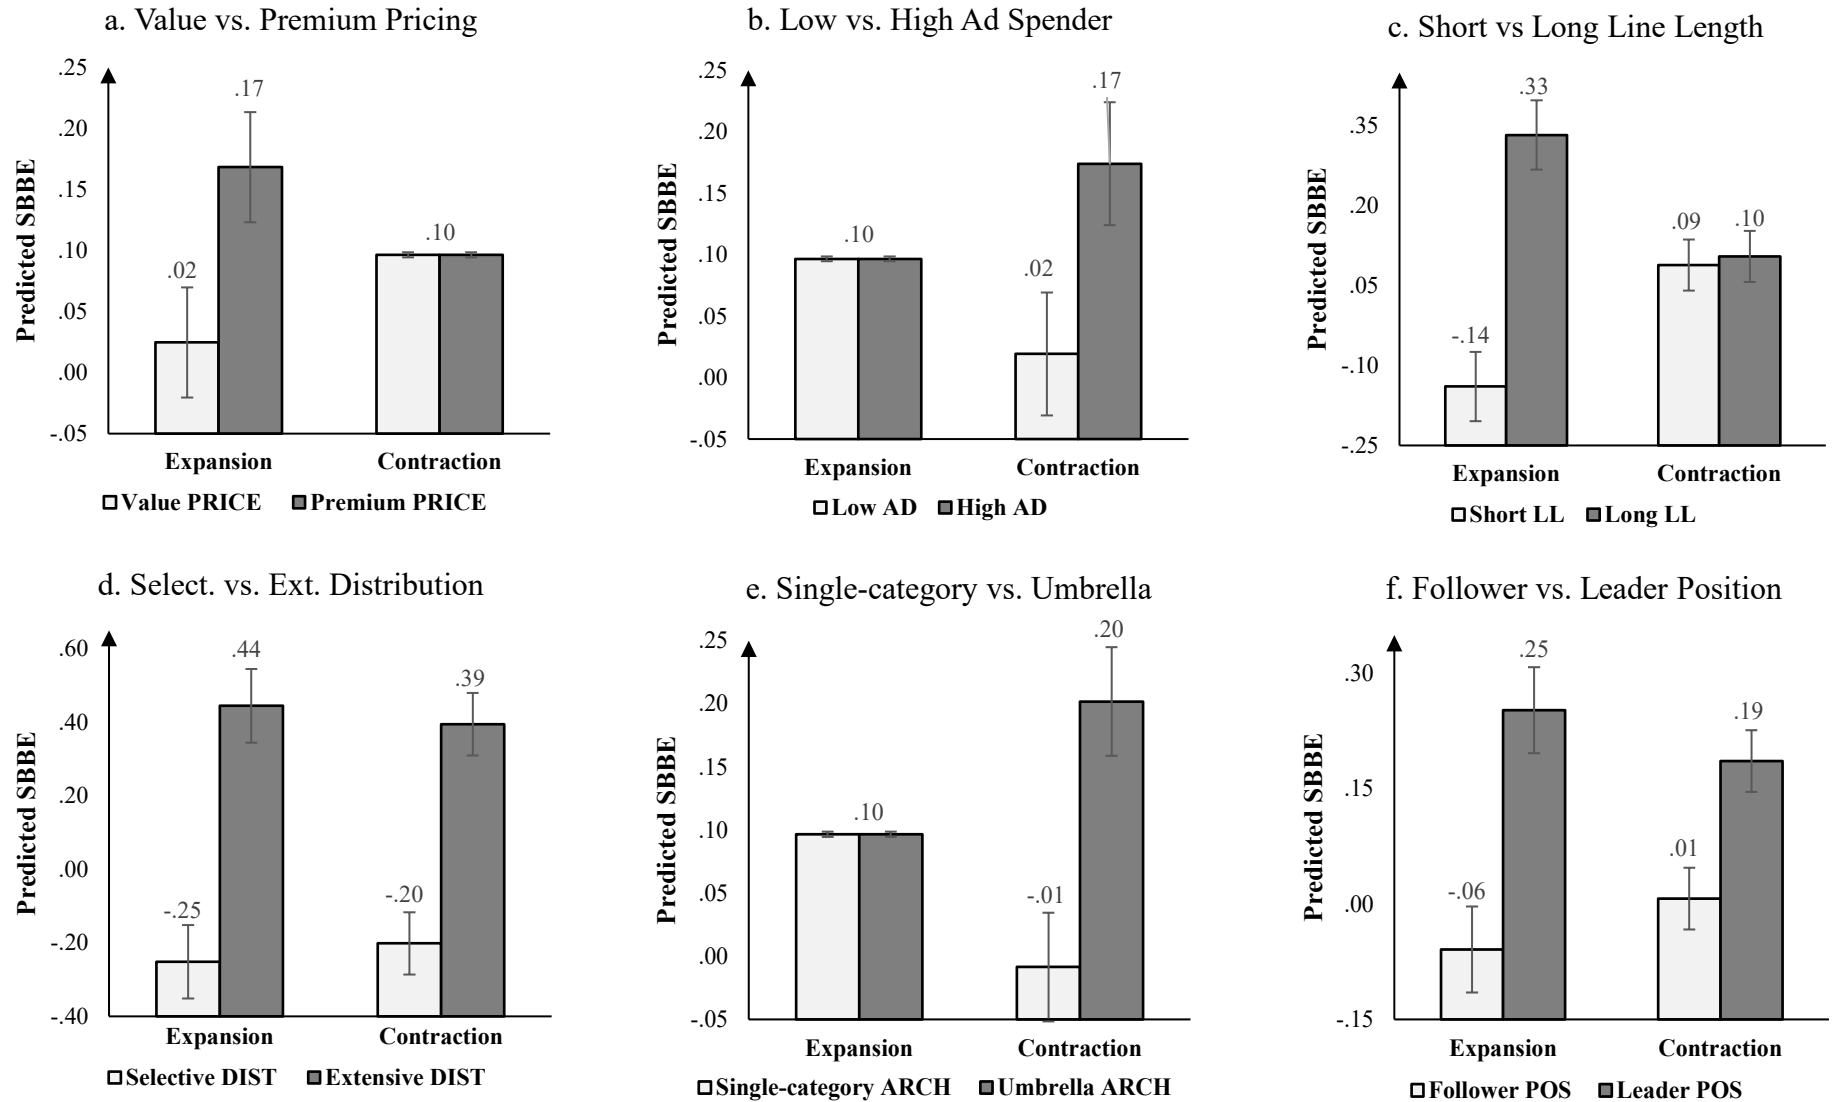 a. Value vs. Premium Pricing
Predicted SBBE
.25
.20
.15
.10
.05
.00
-.05
.02
.17
.10
Expansion
Contraction
Value PRICE
Premium PRICE
b. Low vs. High Ad Spender
Predicted SBBE
.25
.20
.15
.10
.05
.00
-.05
.10
.02
.17
Expansion
Contraction
Low AD
High AD
c. Short vs Long Line Length
Predicted SBBE
.35
.20
.05
-.10
-.25
-.14
.33
.09
.10
Expansion
Contraction
Short LL
Long LL
d. Select. vs. Ext. Distribution
Predicted SBBE
.60
.40
.20
.00
-.20
-.40
-.25
.44
-.20
.39
Expansion
Contraction
Selective DIST
Extensive DIST
e. Single-category vs. Umbrella
Predicted SBBE
.25
.20
.15
.10
.05
.00
-.05
.10
-.01
.20
Expansion
Contraction
Single-category ARCH
Umbrella ARCH
f. Follower vs. Leader Position
Predicted SBBE
.30
.15
.00
-.15
-.06
.25
.01
.19
Expansion
Contraction
Follower POS
Leader POS